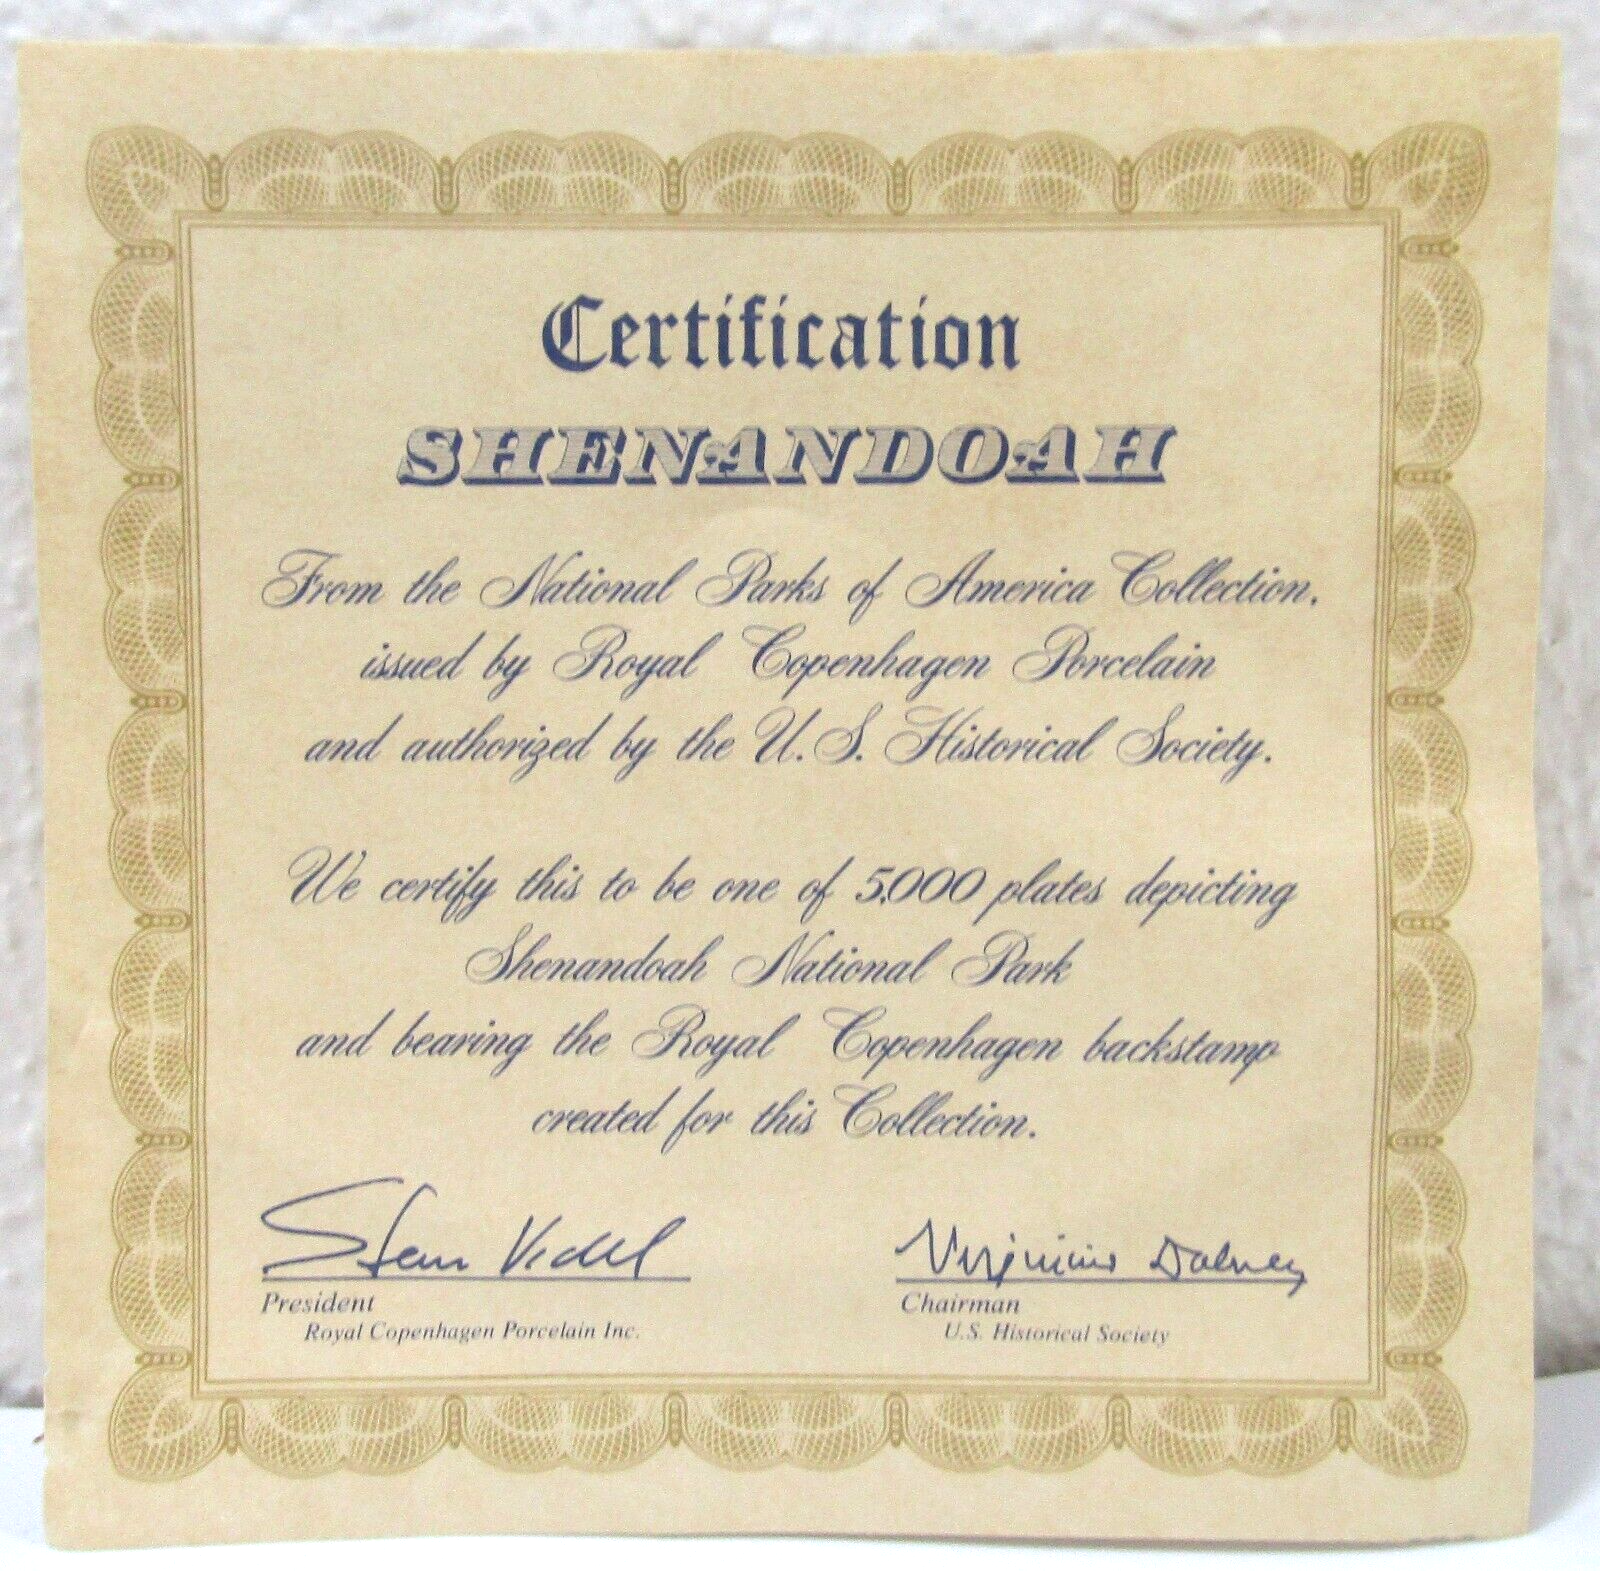 Certification
SHENANDOAH
From the National Parks of America Collection,
issued by Royal Copenhagen Porcelain
and authorized by the U.S. Historical Society.
We certify this to be one of 5,000 plates depicting
Shenandoah National Park
and bearing the Royal Copenhagen backstamp
created for this Collection.
Virginius Dabney
President
Royal Copenhagen Porcelain Inc.
Chairman
U.S. Historical Society